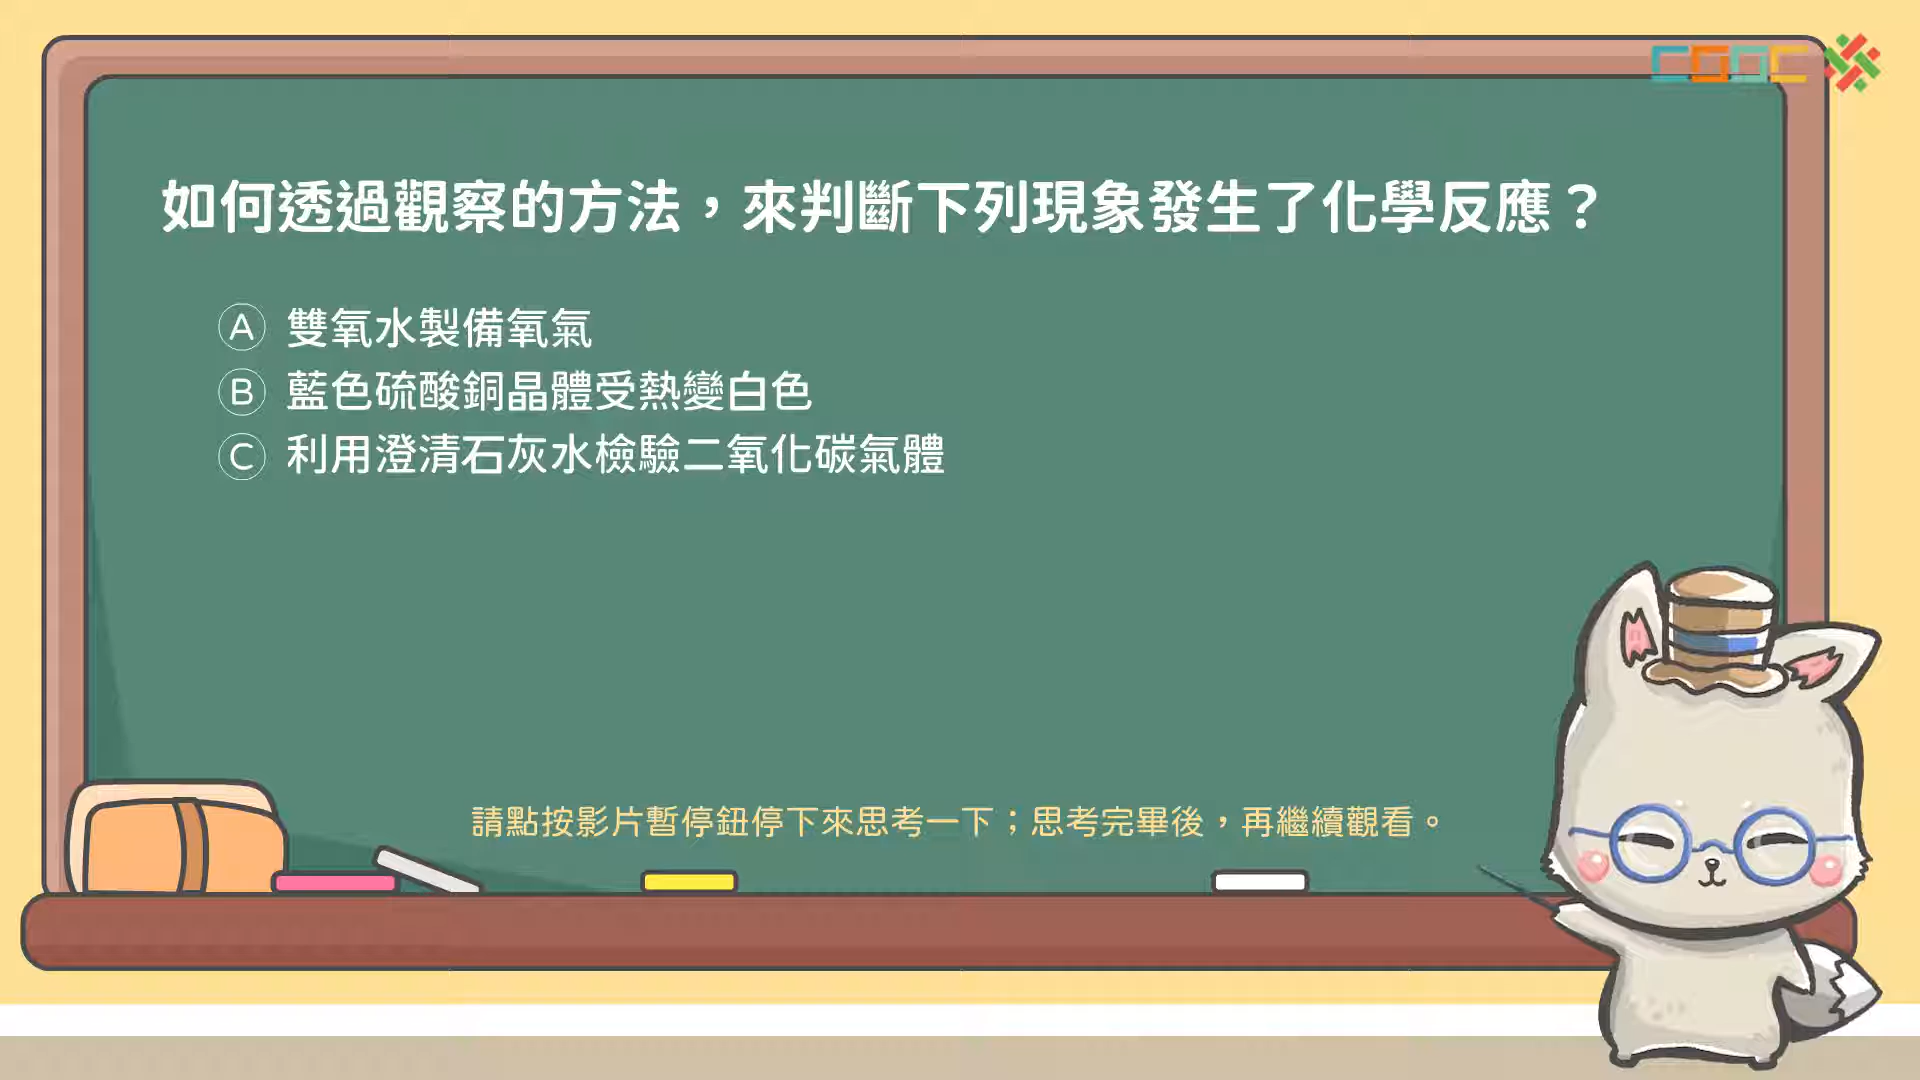 COOC
如何透過觀察的方法，來判斷下列現象發生了化學反應？
Ⓐ 雙氧水製備氧氣
Ⓑ 藍色硫酸銅晶體受熱變白色
Ⓒ 利用澄清石灰水檢驗二氧化碳氣體
請點按影片暫停鈕停下來思考一下；思考完畢後，再繼續觀看。